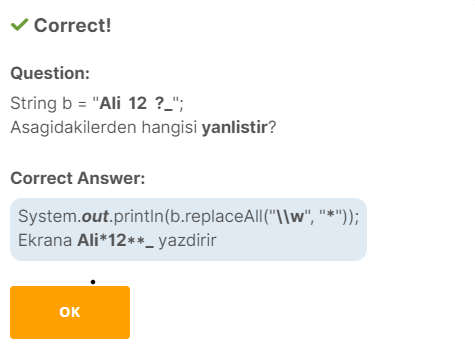 Correct!
Question:
String b = "Ali 12 ?_";
Asagidakilerden hangisi yanlistir?
Correct Answer:
System.out.println(b.replaceAll("\\w", "*"));
Ekrana Ali*12**_ yazdirir
OK